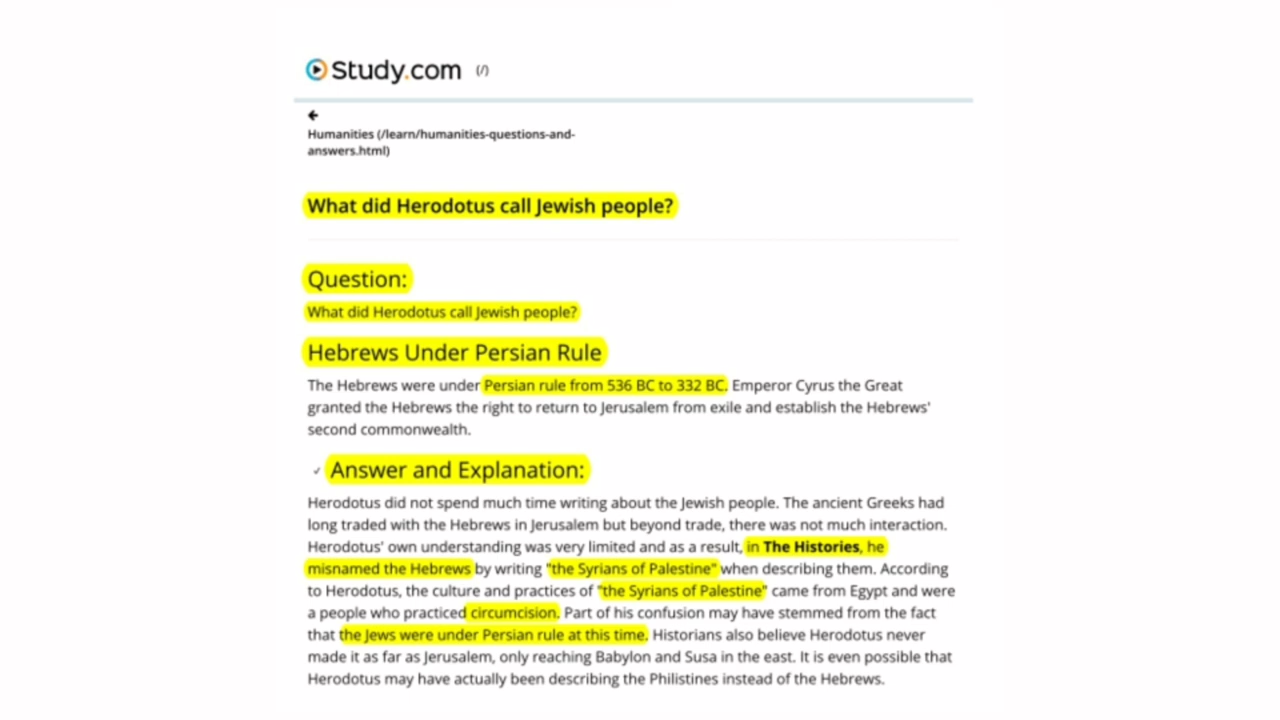 Study.com (/)
Humanities (/learn/humanities-questions-and-
answers.html)
What did Herodotus call Jewish people?
Question:
What did Herodotus call Jewish people?
Hebrews Under Persian Rule
The Hebrews were under Persian rule from 536 BC to 332 BC. Emperor Cyrus the Great
granted the Hebrews the right to return to Jerusalem from exile and establish the Hebrews'
second commonwealth.
✓ Answer and Explanation:
Herodotus did not spend much time writing about the Jewish people. The ancient Greeks had
long traded with the Hebrews in Jerusalem but beyond trade, there was not much interaction.
Herodotus' own understanding was very limited and as a result, in The Histories, he
misnamed the Hebrews by writing "the Syrians of Palestine" when describing them. According
to Herodotus, the culture and practices of "the Syrians of Palestine" came from Egypt and were
a people who practiced circumcision. Part of his confusion may have stemmed from the fact
that the Jews were under Persian rule at this time. Historians also believe Herodotus never
made it as far as Jerusalem, only reaching Babylon and Susa in the east. It is even possible that
Herodotus may have actually been describing the Philistines instead of the Hebrews.